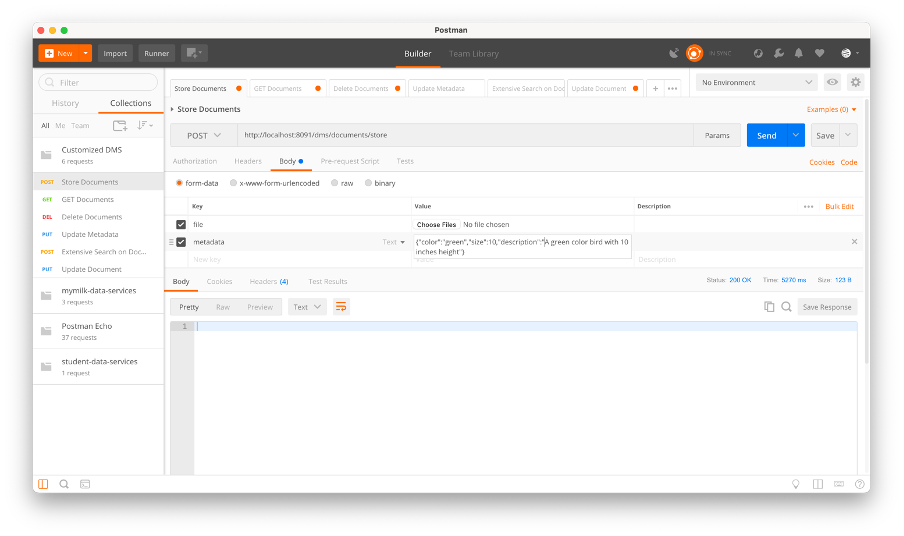 Postman
New
Import
Runner
Builder
Team Library
IN SYNC
Filter
History
Collections
All Me Team
Customized DMS
6 requests
POST Store Documents
GET GET Documents
DEL Delete Documents
PUT Update Metadata
POST Extensive Search on Doc...
PUT Update Document
mymilk-data-services
3 requests
Postman Echo
37 requests
student-data-services
1 request
Store Documents
GET Documents
Delete Documents
Update Metadata
Extensive Search on Doc
Update Document
+
•••
No Environment
Store Documents
Examples (0)
POST
http://localhost:8091/dms/documents/store
Params
Send
Save
Authorization
Headers
Body
Pre-request Script
Tests
Cookies
Code
form-data
x-www-form-urlencoded
raw
binary
Key
Value
Description
•••
Bulk Edit
file
Choose Files No file chosen
metadata
Text
{"color":"green","size":10,"description":"A green color bird with 10
inches height"}
New key
Value
Description
Body
Cookies
Headers (4)
Test Results
Status: 200 OK
Time: 5270 ms
Size: 123 B
Pretty
Raw
Preview
Text
Save Response
1